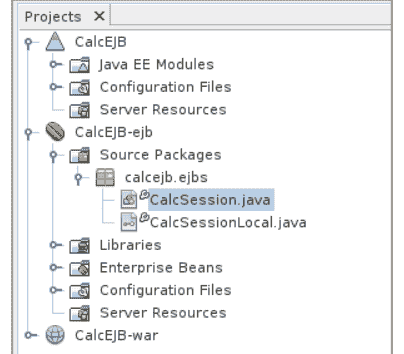 Projects
CalcEJB
Java EE Modules
Configuration Files
Server Resources
CalcEJB-ejb
Source Packages
calcejb.ejbs
CalcSession.java
CalcSessionLocal.java
Libraries
Enterprise Beans
Configuration Files
Server Resources
CalcEJB-war